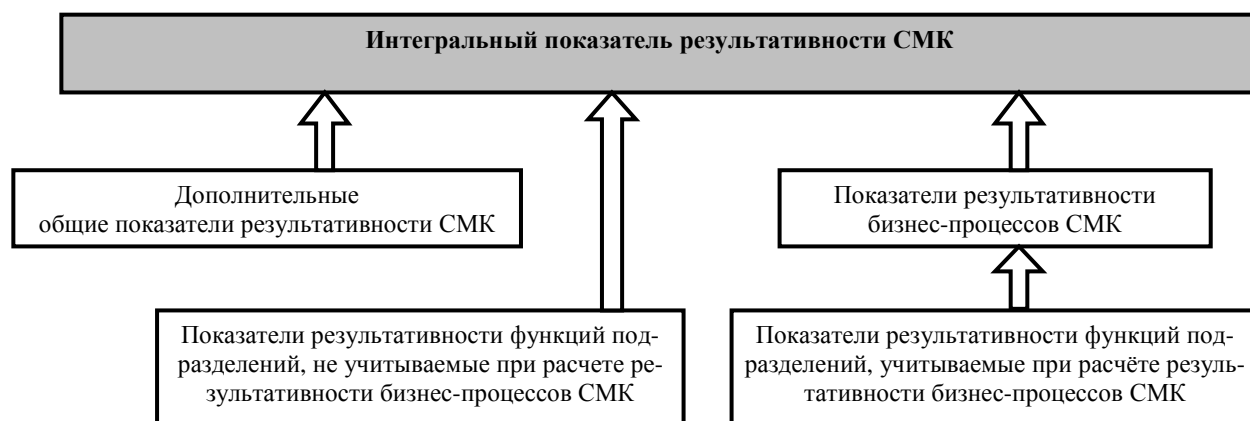 Интегральный показатель результативности СМК
Дополнительные
общие показатели результативности СМК
Показатели результативности
бизнес-процессов СМК
Показатели результативности функций под-
разделений, не учитываемые при расчете ре-
зультативности бизнес-процессов СМК
Показатели результативности функций под-
разделений, учитываемые при расчёте резуль-
тативности бизнес-процессов СМК